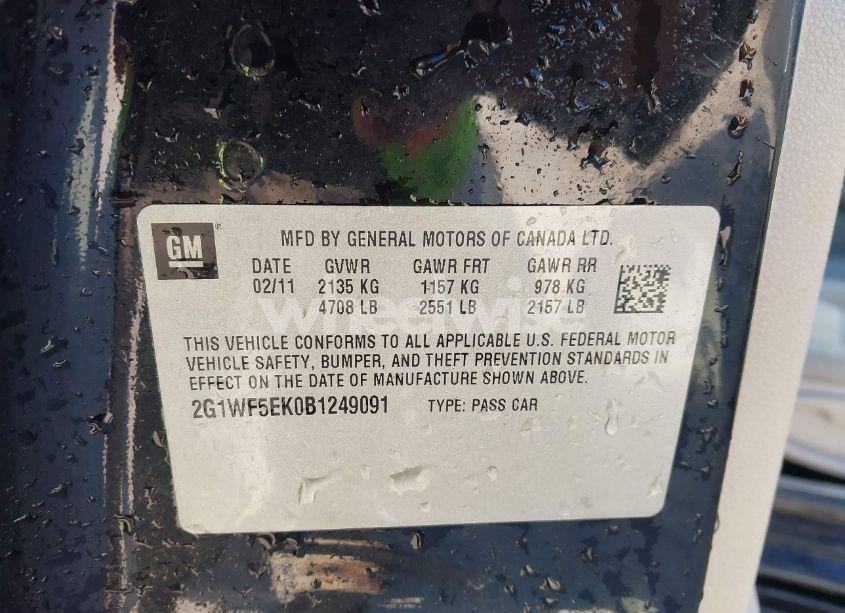 GM
MFD BY GENERAL MOTORS OF CANADA LTD.
DATE GVWR GAWR FRT GAWR RR
02/11 2135 KG 1157 KG 978 KG
4708 LB 2551 LB 2157 LB
wheelwise
THIS VEHICLE CONFORMS TO ALL APPLICABLE U.S. FEDERAL MOTOR
VEHICLE SAFETY, BUMPER, AND THEFT PREVENTION STANDARDS IN
EFFECT ON THE DATE OF MANUFACTURE SHOWN ABOVE.
2G1WF5EK0B1249091 TYPE: PASS CAR